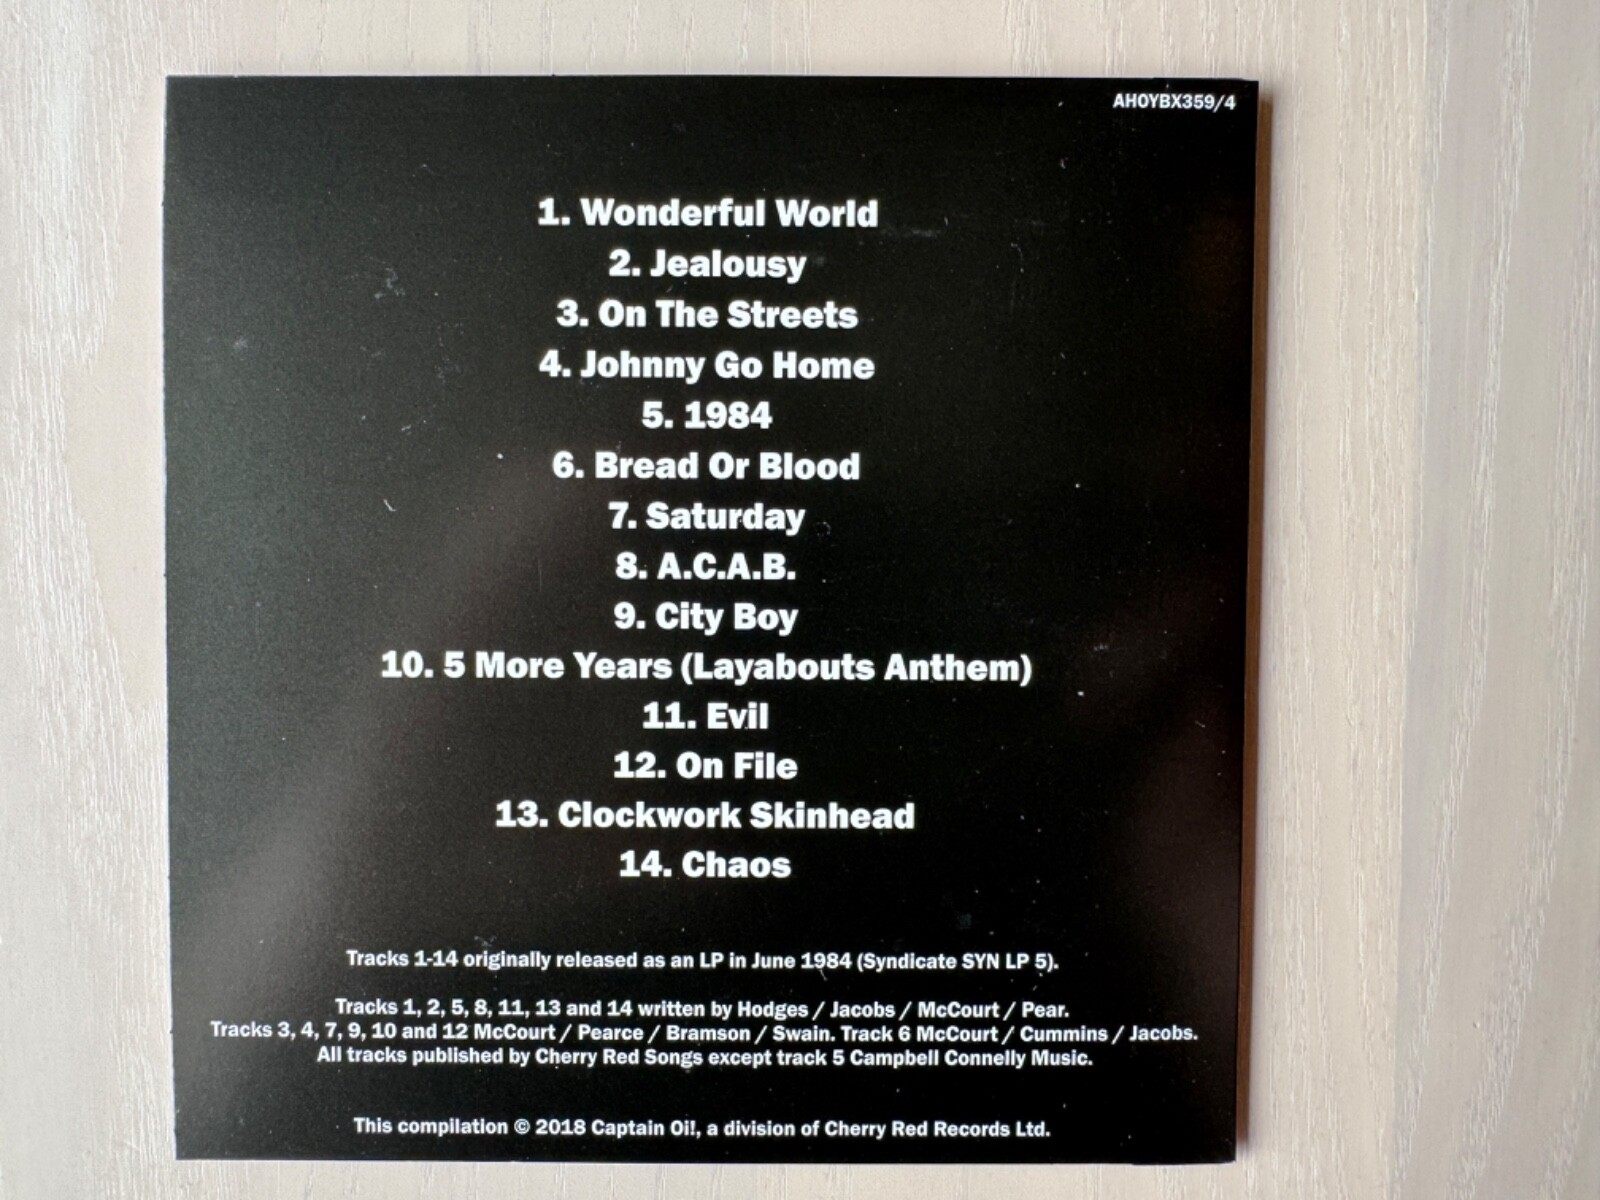 AHOYBX359/4
1. Wonderful World
2. Jealousy
3. On The Streets
4. Johnny Go Home
5. 1984
6. Bread Or Blood
7. Saturday
8. A.C.A.B.
9. City Boy
10. 5 More Years (Layabouts Anthem)
11. Evil
12. On File
13. Clockwork Skinhead
14. Chaos
Tracks 1-14 originally released as an LP in June 1984 (Syndicate SYN LP 5).
Tracks 1, 2, 5, 8, 11, 13 and 14 written by Hodges / Jacobs / McCourt / Pear.
Tracks 3, 4, 7, 9, 10 and 12 McCourt / Pearce / Bramson / Swain. Track 6 McCourt / Cummins / Jacobs.
All tracks published by Cherry Red Songs except track 5 Campbell Connelly Music.
This compilation © 2018 Captain Oi!, a division of Cherry Red Records Ltd.